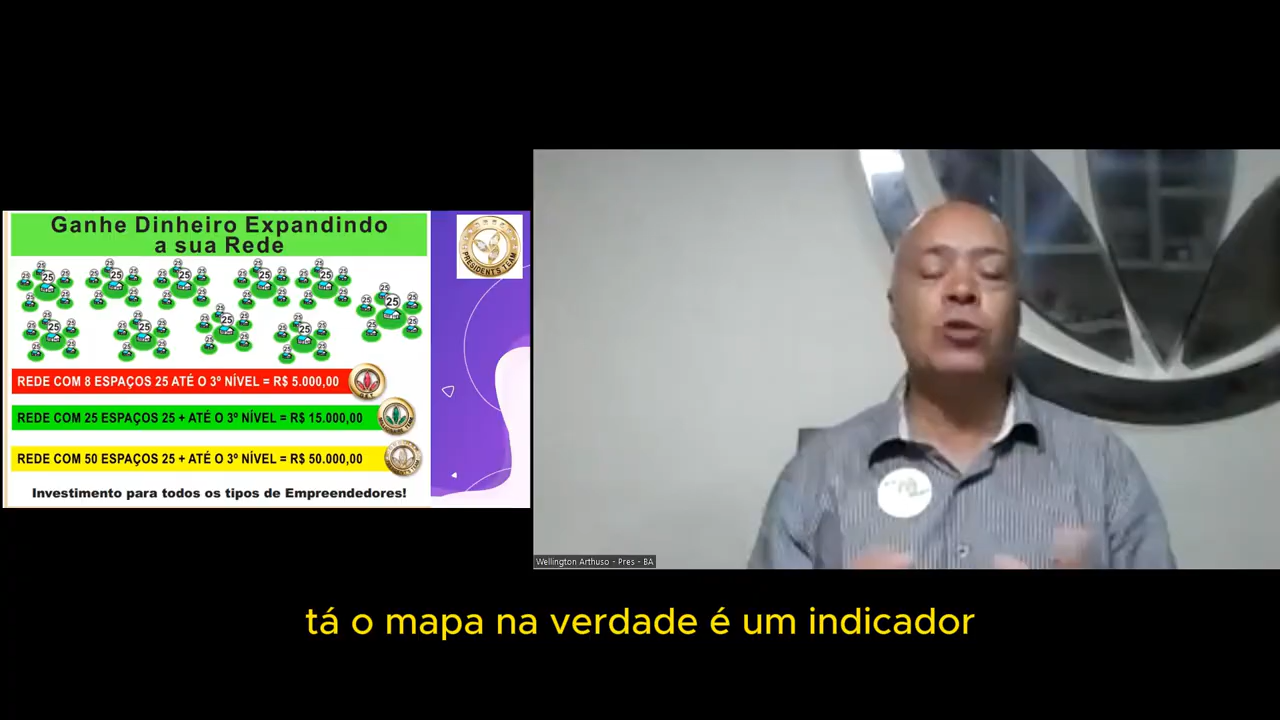 Ganhe Dinheiro Expandindo
a sua Rede
PRESIDENT'S TEAM
REDE COM 8 ESPAÇOS 25 ATÉ O 3º NÍVEL = R$ 5.000,00
REDE COM 25 ESPAÇOS 25 + ATÉ O 3º NÍVEL = R$ 15.000,00
REDE COM 50 ESPAÇOS 25 + ATÉ O 3º NÍVEL = R$ 50.000,00
Investimento para todos os tipos de Empreendedores!
Wellington Arthuso - Pres - BA
tá o mapa na verdade é um indicador